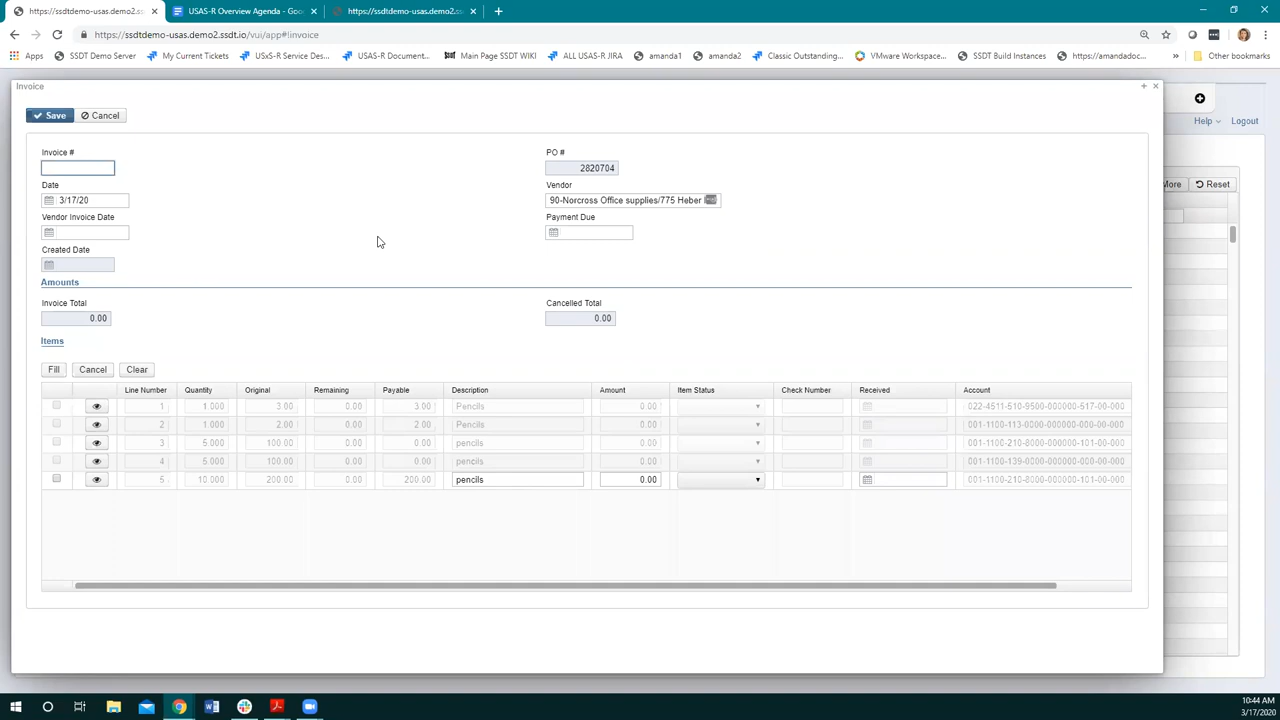 https://ssdtdemo-usas.demo2.ssdt.i
USAS-R Overview Agenda - Goo
https://ssdtdemo-usas.demo2.ssdt.
https://ssdtdemo-usas.demo2.ssdt.io/vui/app#!invoice
Apps
SSDT Demo Server
My Current Tickets
USxS-R Service Des...
USAS-R Document...
Main Page SSDT WIKI
ALL USAS-R JIRA
amanda1
amanda2
Classic Outstanding...
VMware Workspace...
SSDT Build Instances
https://amandadoc...
»
Other bookmarks
Invoice
Help
Logout
Save
Cancel
Invoice #
PO #
2820704
Date
Vendor
3/17/20
90-Norcross Office supplies/775 Heber
Vendor Invoice Date
Payment Due
More
Reset
Created Date
Amounts
Invoice Total
Cancelled Total
0.00
0.00
Items
Fill
Cancel
Clear
Line Number Quantity Original Remaining Payable Description Amount Item Status Check Number Received Account
1 1.000 3.00 0.00 3.00 Pencils 0.00 022-4511-510-9500-000000-517-00-000
2 1.000 2.00 0.00 2.00 Pencils 0.00 001-1100-113-0000-000000-000-00-000
3 5.000 100.00 0.00 0.00 pencils 0.00 001-1100-210-8000-000000-101-00-000
4 5.000 100.00 0.00 0.00 pencils 0.00 001-1100-139-0000-000000-000-00-000
5 10.000 200.00 0.00 200.00 pencils 0.00 001-1100-210-8000-000000-101-00-000
10:44 AM
3/17/2020